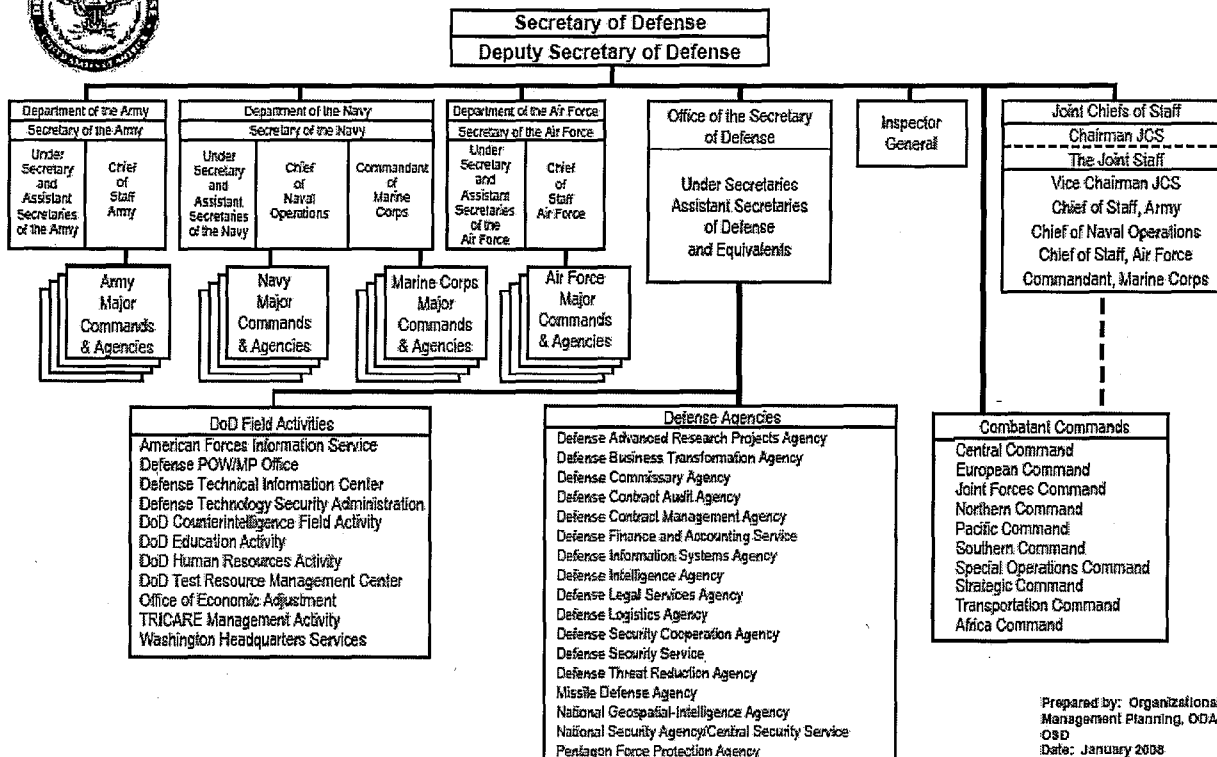 Secretary of Defense
Deputy Secretary of Defense
Department of the Army
Secretary of the Army
Under
Secretary
and
Assistant
Secretaries
of the Army
Chief
of
Staff
Army
Department of the Navy
Secretary of the Navy
Under
Secretary
and
Assistant
Secretaries
of the Navy
Chief
of
Naval
Operations
Commandant
of
Marine
Corps
Department of the Air Force
Secretary of the Air Force
Under
Secretary
and
Assistant
Secretaries
of the
Air Force
Chief
of
Staff
Air Force
Office of the Secretary
of Defense
Under Secretaries
Assistant Secretaries
of Defense
and Equivalents
Inspector
General
Joint Chiefs of Staff
Chairman JCS
The Joint Staff
Vice Chairman JCS
Chief of Staff, Army
Chief of Naval Operations
Chief of Staff, Air Force
Commandant, Marine Corps
Army
Major
Commands
& Agencies
Navy
Major
Commands
& Agencies
Marine Corps
Major
Commands
& Agencies
Air Force
Major
Commands
& Agencies
DoD Field Activities
American Forces Information Service
Defense POW/MP Office
Defense Technical Information Center
Defense Technology Security Administration
DoD Counterintelligence Field Activity
DoD Education Activity
DoD Human Resources Activity
DoD Test Resource Management Center
Office of Economic Adjustment
TRICARE Management Activity
Washington Headquarters Services
Defense Agencies
Defense Advanced Research Projects Agency
Defense Business Transformation Agency
Defense Commissary Agency
Defense Contract Audit Agency
Defense Contract Management Agency
Defense Finance and Accounting Service
Defense Information Systems Agency
Defense Intelligence Agency
Defense Legal Services Agency
Defense Logistics Agency
Defense Security Cooperation Agency
Defense Security Service
Defense Threat Reduction Agency
Missile Defense Agency
National Geospatial-Intelligence Agency
National Security Agency/Central Security Service
Pentagon Force Protection Agency
Combatant Commands
Central Command
European Command
Joint Forces Command
Northern Command
Pacific Command
Southern Command
Special Operations Command
Strategic Command
Transportation Command
Africa Command
Prepared by: Organizational
Management Planning, ODA
OSD
Date: January 2008